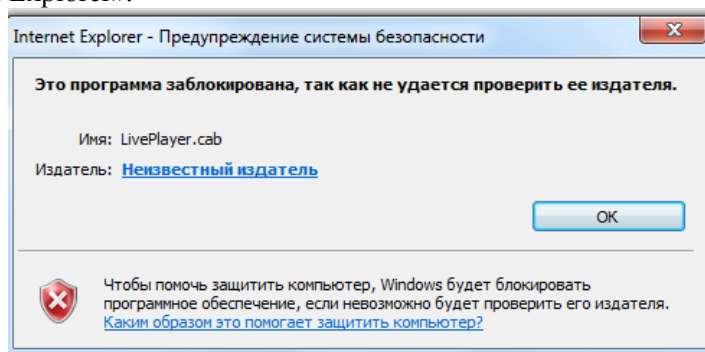 Internet Explorer - Предупреждение системы безопасности
Это программа заблокирована, так как не удается проверить ее издателя.
Имя: LivePlayer.cab
Издатель: Неизвестный издатель
OK
Чтобы помочь защитить компьютер, Windows будет блокировать
программное обеспечение, если невозможно будет проверить его издателя.
Каким образом это помогает защитить компьютер?